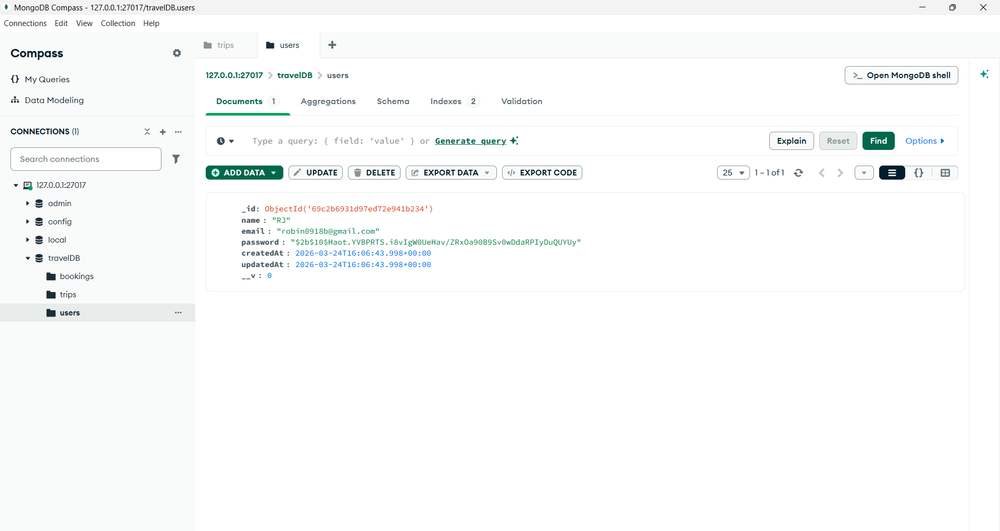 MongoDB Compass - 127.0.0.1:27017/travelDB.users
Connections Edit View Collection Help
Compass
{} My Queries
Data Modeling
CONNECTIONS (1)
Search connections
127.0.0.1:27017
admin
config
local
travelDB
bookings
trips
users
trips
users
127.0.0.1:27017 > travelDB > users
>_ Open MongoDB shell
Documents 1 Aggregations Schema Indexes 2 Validation
Type a query: { field: 'value' } or Generate query
Explain Reset Find Options
ADD DATA UPDATE DELETE EXPORT DATA </> EXPORT CODE
25 1 – 1 of 1 {}
_id: ObjectId('69c2b6931d97ed72e941b234')
name : "RJ"
email : "robin0918b@gmail.com"
password : "$2b$10$Haot.YVBPRTS.i8vIgW0UeHav/ZRxOa90B9Sv0wDdaRPIyDuQUYUy"
createdAt : 2026-03-24T16:06:43.998+00:00
updatedAt : 2026-03-24T16:06:43.998+00:00
__v : 0